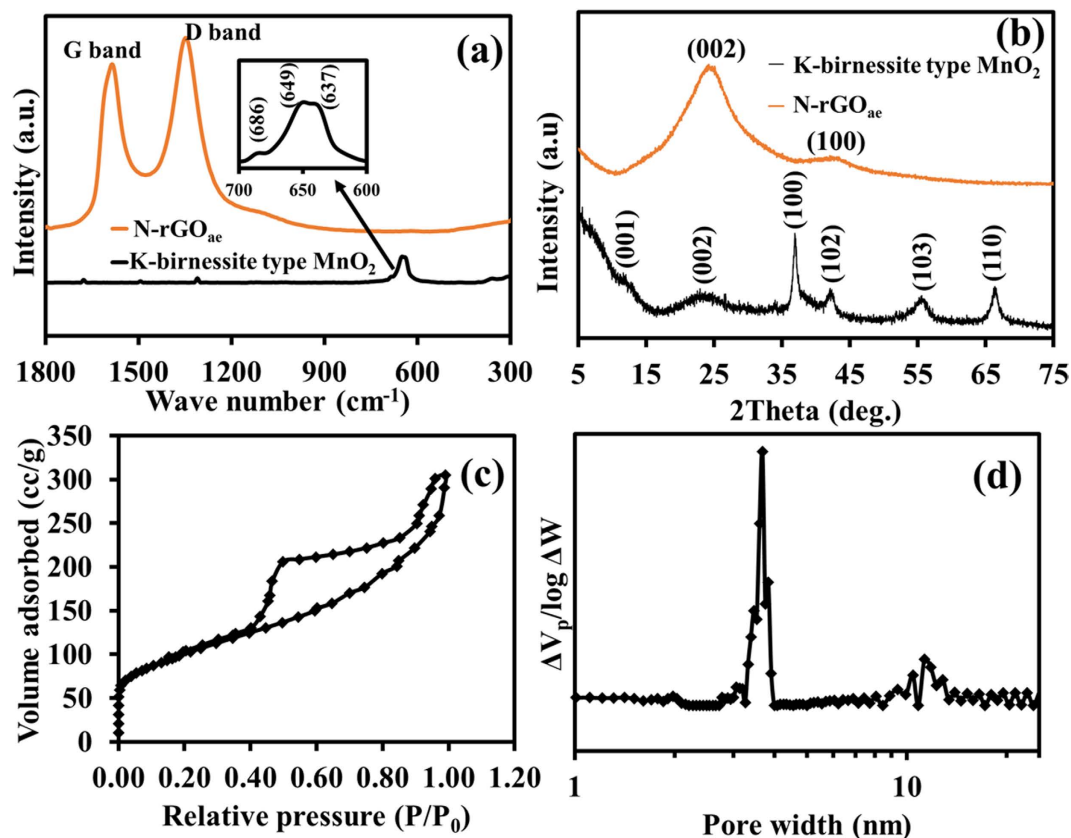 (a)
G band
D band
(686)
(649)
(637)
700
650
600
N-rGOae
K-birnessite type MnO2
Intensity (a.u.)
1800
1500
1200
900
600
300
Wave number (cm-1)
(b)
(002)
K-birnessite type MnO2
N-rGOae
(100)
(001)
(002)
(100)
(102)
(103)
(110)
Intensity (a.u)
5
15
25
35
45
55
65
75
2Theta (deg.)
(c)
Volume adsorbed (cc/g)
350
300
250
200
150
100
50
0
0.00
0.20
0.40
0.60
0.80
1.00
1.20
Relative pressure (P/P0)
(d)
ΔVp/log ΔW
1
10
Pore width (nm)